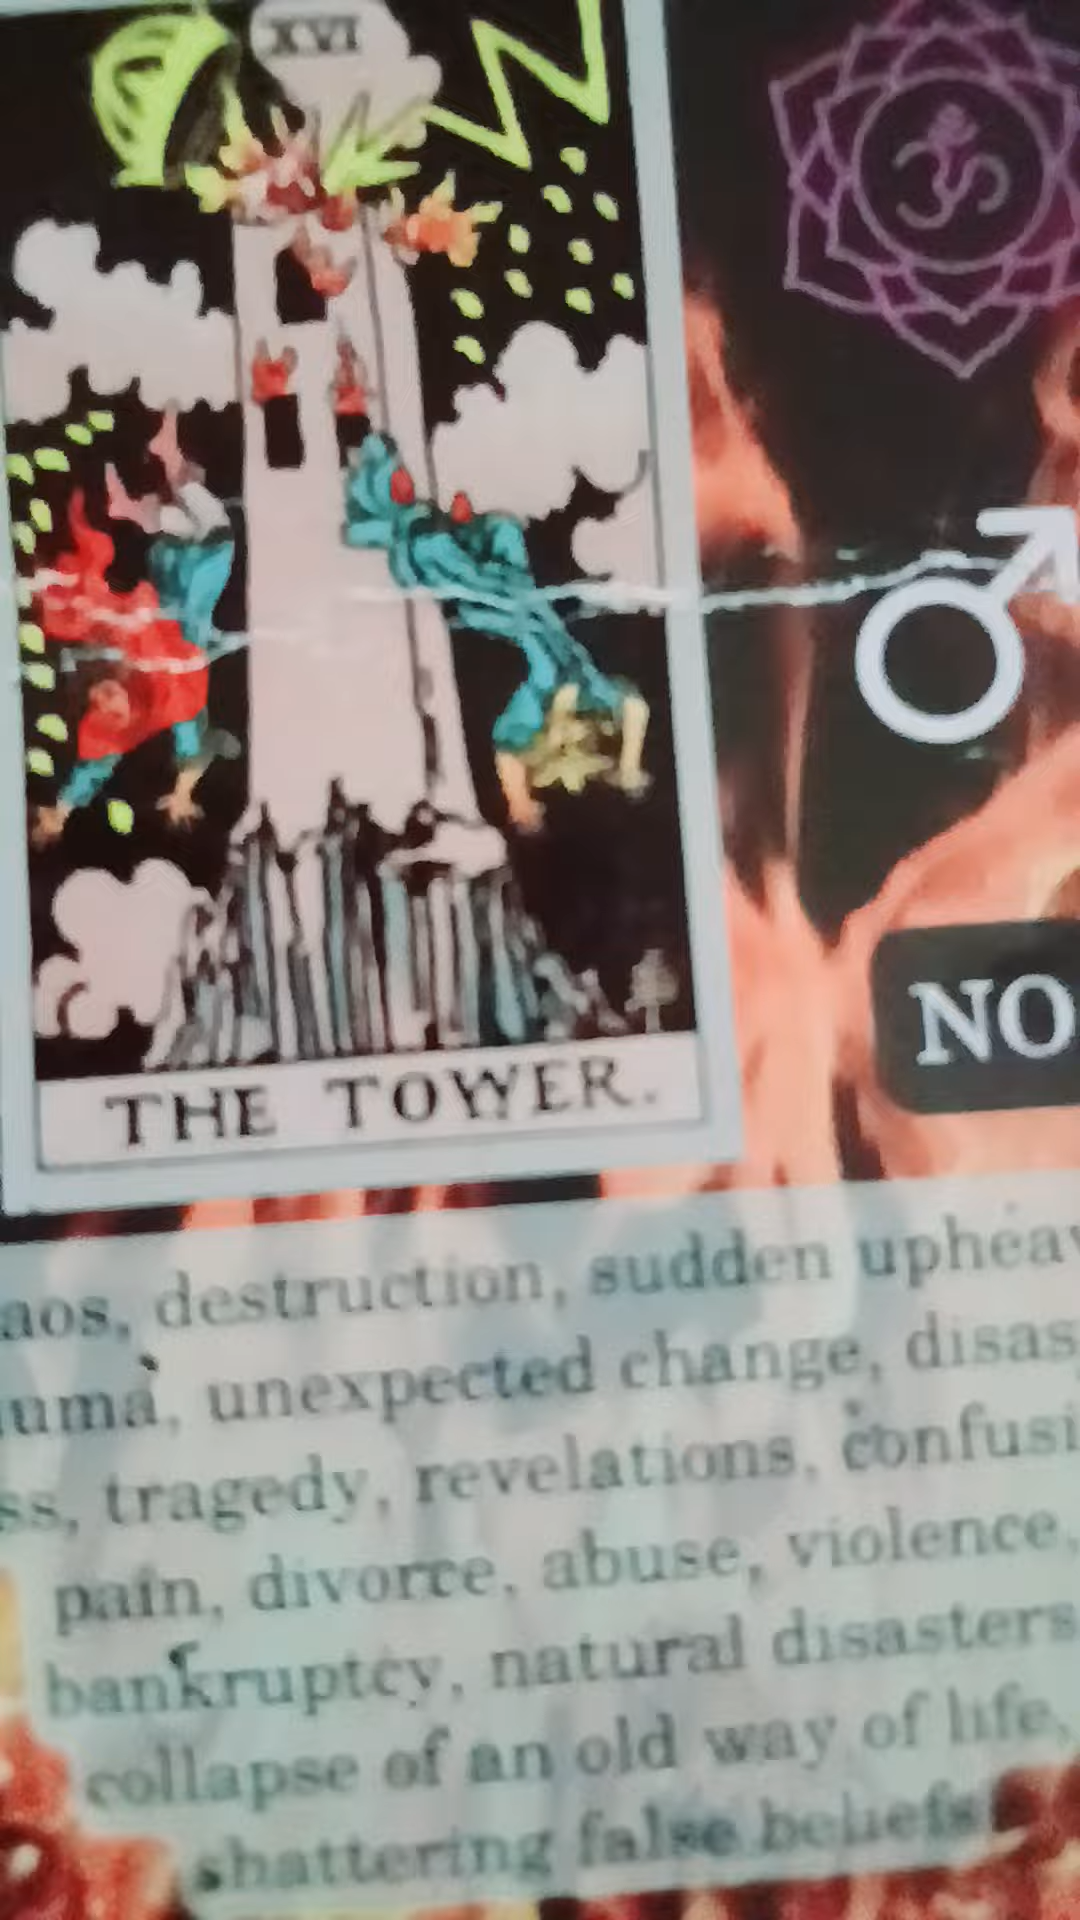 XVI
NO
THE TOWER.
aos, destruction, sudden upheav
uma, unexpected change, disas
ss, tragedy, revelations, confusi
pain, divorce, abuse, violence,
bankruptcy, natural disasters
collapse of an old way of life,
shattering false beliefs